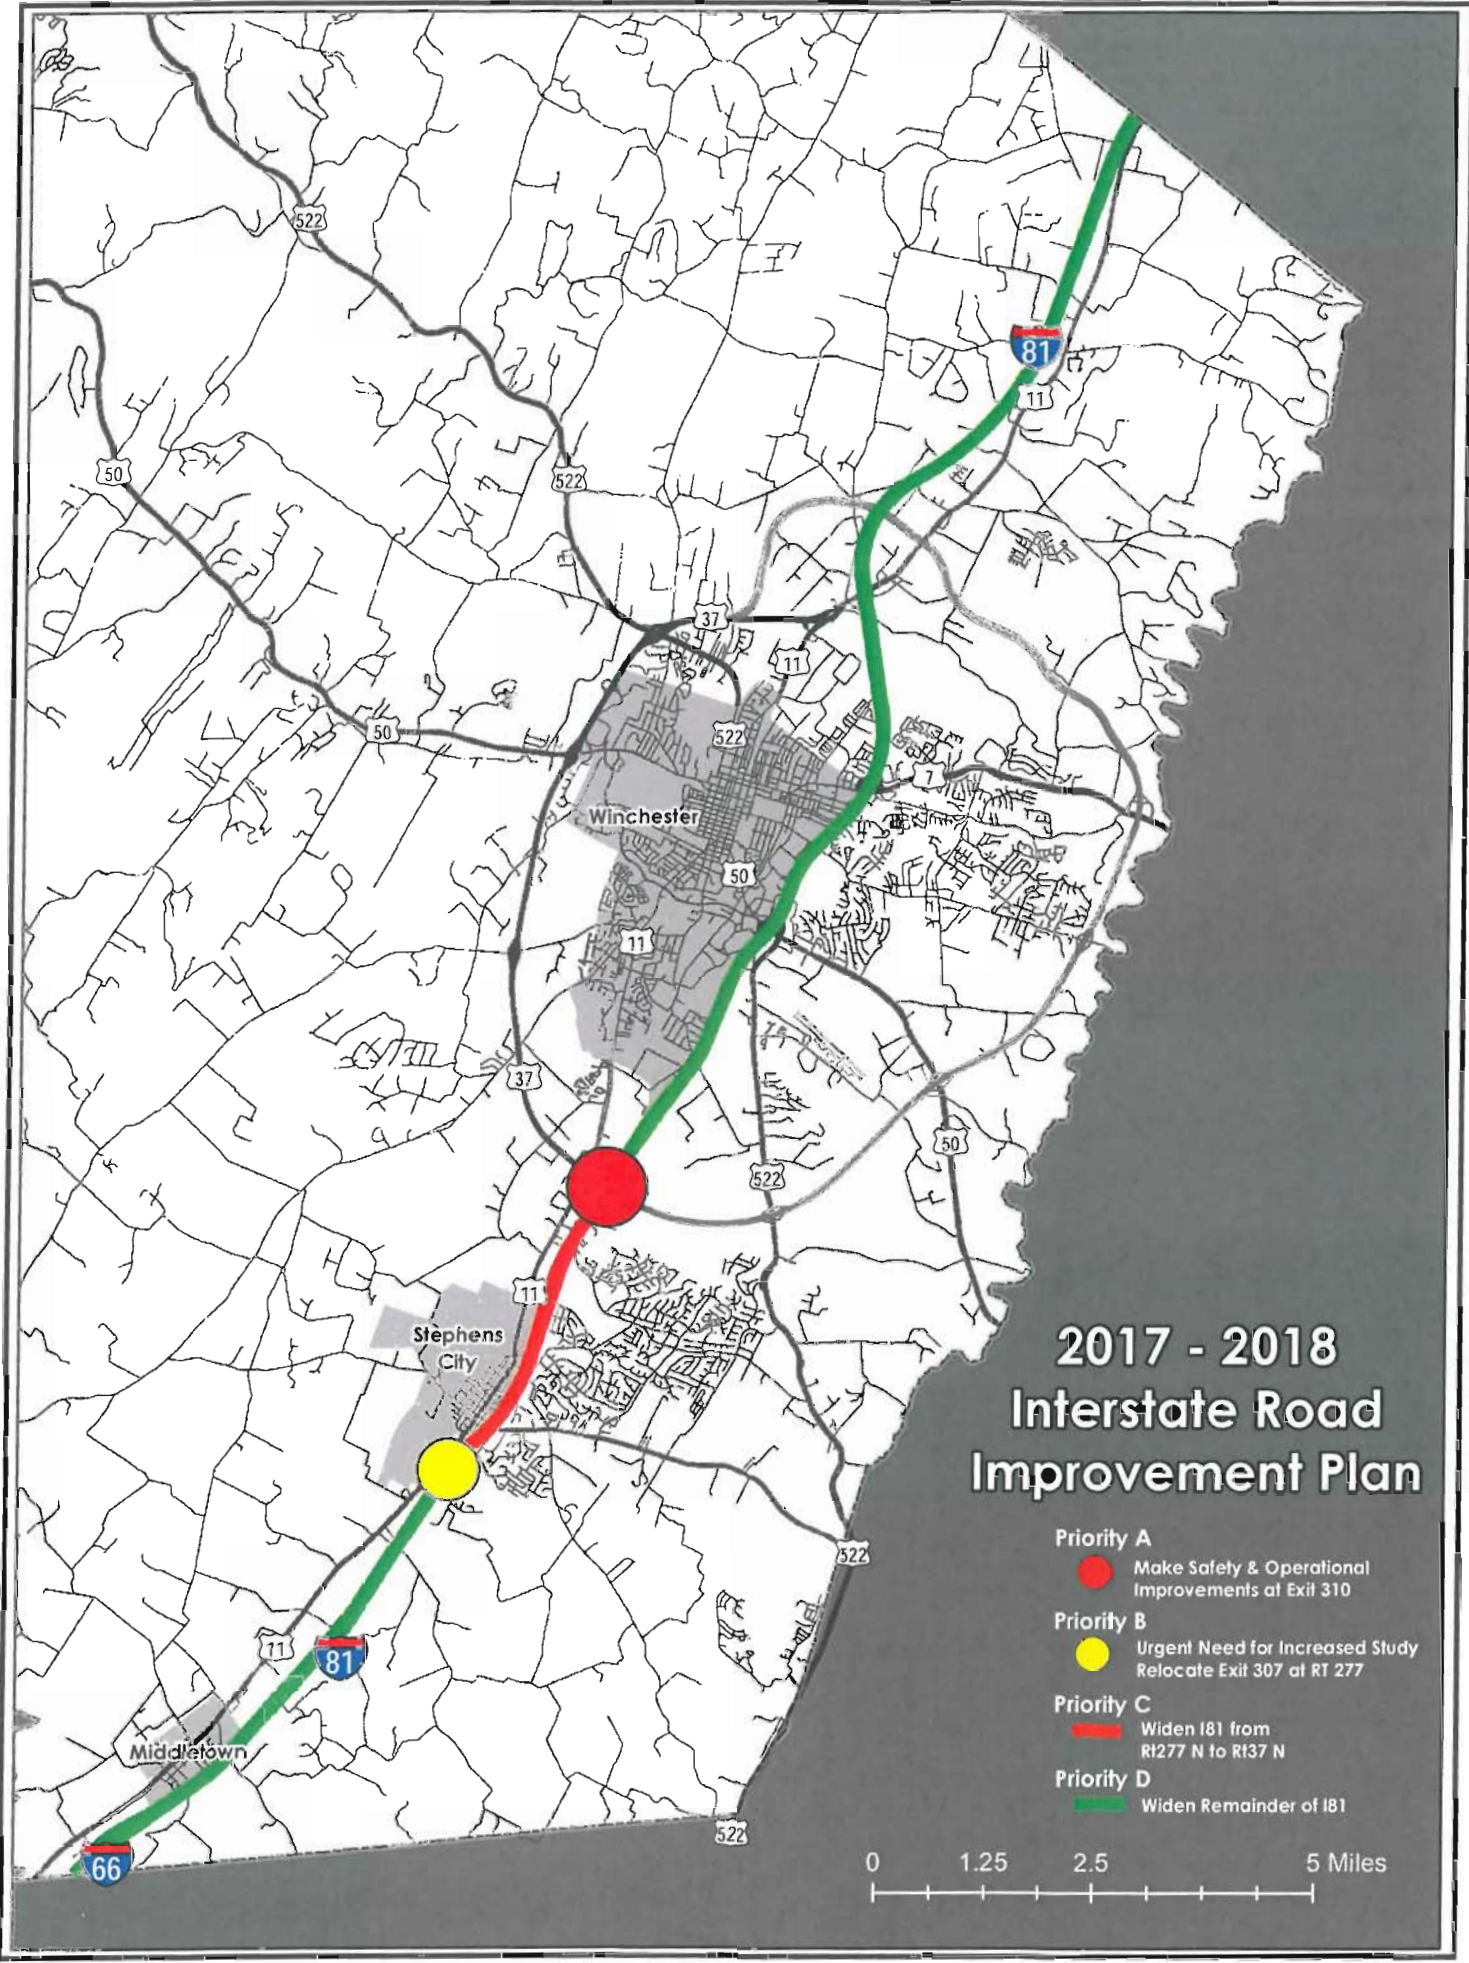 522
81
11
50
522
37
11
50
522
7
Winchester
50
11
37
50
522
11
Stephens
City
2017 - 2018
Interstate Road
Improvement Plan
Priority A
Make Safety & Operational
Improvements at Exit 310
522
Priority B
Urgent Need for Increased Study
Relocate Exit 307 at RT 277
11
81
Priority C
Widen I81 from
Rt277 N to Rt37 N
Middletown
Priority D
Widen Remainder of I81
522
66
0 1.25 2.5 5 Miles